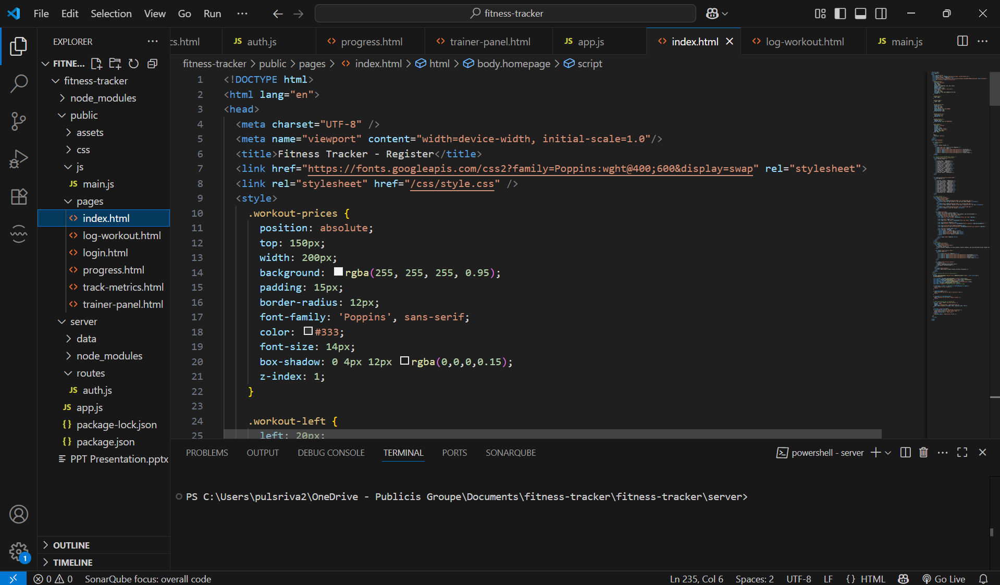 File Edit Selection View Go Run ··· fitness-tracker
EXPLORER ···
cs.html JS auth.js <> progress.html <> trainer-panel.html JS app.js <> index.html <> log-workout.html JS main.js ···
FITNE...
fitness-tracker > public > pages > <> index.html > html > body.homepage > script
fitness-tracker
node_modules
public
assets
css
js
JS main.js
pages
<> index.html
<> log-workout.html
<> login.html
<> progress.html
<> track-metrics.html
<> trainer-panel.html
server
data
node_modules
routes
JS auth.js
JS app.js
{} package-lock.json
{} package.json
PPT Presentation.pptx
OUTLINE
TIMELINE
1 <!DOCTYPE html>
2 <html lang="en">
3 <head>
4 <meta charset="UTF-8" />
5 <meta name="viewport" content="width=device-width, initial-scale=1.0"/>
6 <title>Fitness Tracker - Register</title>
7 <link href="https://fonts.googleapis.com/css2?family=Poppins:wght@400;600&display=swap" rel="stylesheet">
8 <link rel="stylesheet" href="/css/style.css" />
9 <style>
10 .workout-prices {
11 position: absolute;
12 top: 150px;
13 width: 200px;
14 background: rgba(255, 255, 255, 0.95);
15 padding: 15px;
16 border-radius: 12px;
17 font-family: 'Poppins', sans-serif;
18 color: #333;
19 font-size: 14px;
20 box-shadow: 0 4px 12px rgba(0,0,0,0.15);
21 z-index: 1;
22 }
23
24 .workout-left {
25 left: 20px;
PROBLEMS OUTPUT DEBUG CONSOLE TERMINAL PORTS SONARQUBE powershell - server ···
PS C:\Users\pulsriva2\OneDrive - Publicis Groupe\Documents\fitness-tracker\fitness-tracker\server>
1
0 0 SonarQube focus: overall code Ln 235, Col 6 Spaces: 2 UTF-8 LF {} HTML Go Live